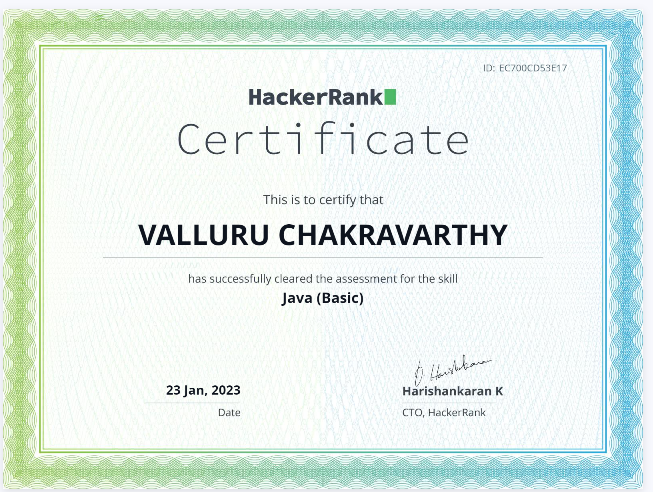 ID: EC700CD53E17
HackerRank
Certificate
This is to certify that
VALLURU CHAKRAVARTHY
has successfully cleared the assessment for the skill
Java (Basic)
D Harishankaran
23 Jan, 2023
Harishankaran K
Date
CTO, HackerRank